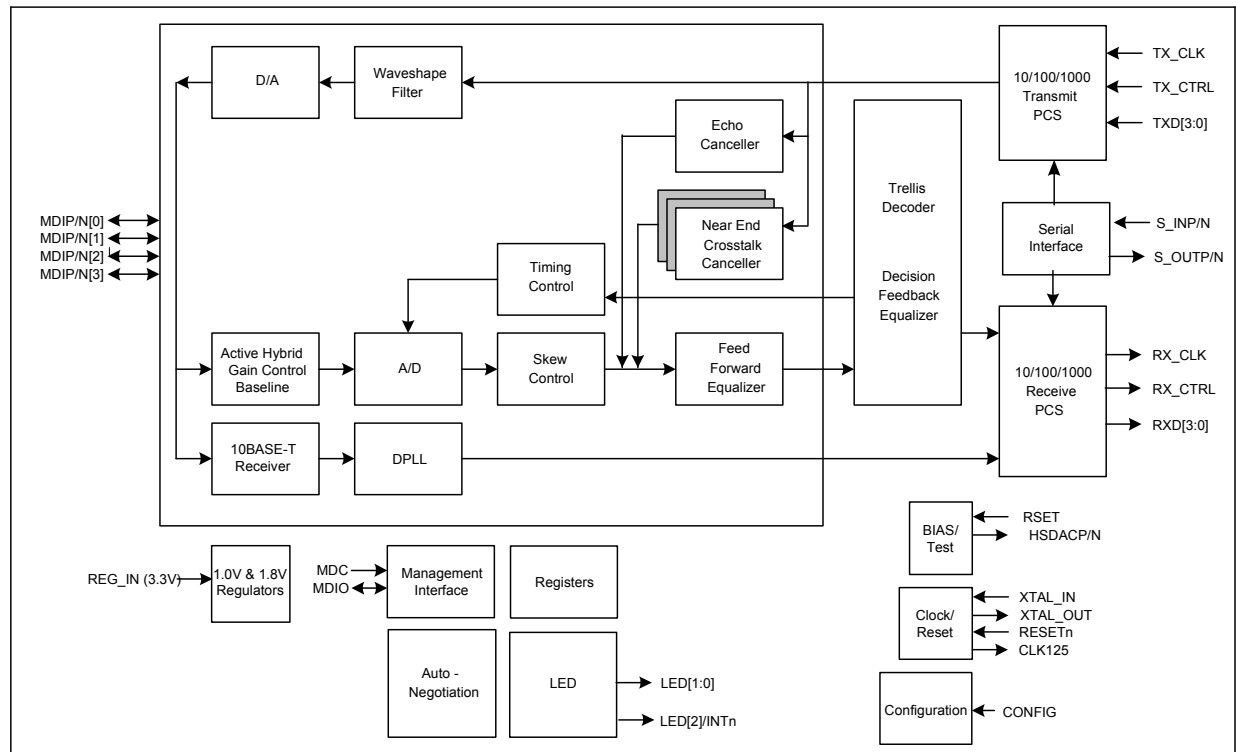 D/A
Waveshape
Filter
10/100/1000
Transmit
PCS
TX_CLK
TX_CTRL
TXD[3:0]
Echo
Canceller
Near End
Crosstalk
Canceller
Trellis
Decoder
Decision
Feedback
Equalizer
Serial
Interface
S_INP/N
S_OUTP/N
MDIP/N[0]
MDIP/N[1]
MDIP/N[2]
MDIP/N[3]
Timing
Control
Active Hybrid
Gain Control
Baseline
A/D
Skew
Control
Feed
Forward
Equalizer
10/100/1000
Receive
PCS
RX_CLK
RX_CTRL
RXD[3:0]
10BASE-T
Receiver
DPLL
BIAS/
Test
RSET
HSDACP/N
REG_IN (3.3V)
1.0V & 1.8V
Regulators
MDC
MDIO
Management
Interface
Registers
Clock/
Reset
XTAL_IN
XTAL_OUT
RESETn
CLK125
Auto -
Negotiation
LED
LED[1:0]
LED[2]/INTn
Configuration
CONFIG